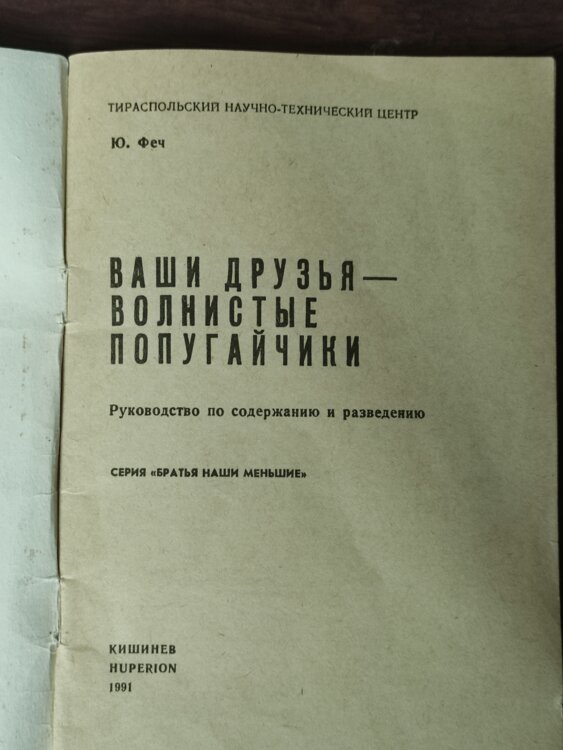 ТИРАСПОЛЬСКИЙ НАУЧНО-ТЕХНИЧЕСКИЙ ЦЕНТР
Ю. Феч
ВАШИ ДРУЗЬЯ —
ВОЛНИСТЫЕ
ПОПУГАЙЧИКИ
Руководство по содержанию и разведению
СЕРИЯ «БРАТЬЯ НАШИ МЕНЬШИЕ»
КИШИНЕВ
HUPERION
1991